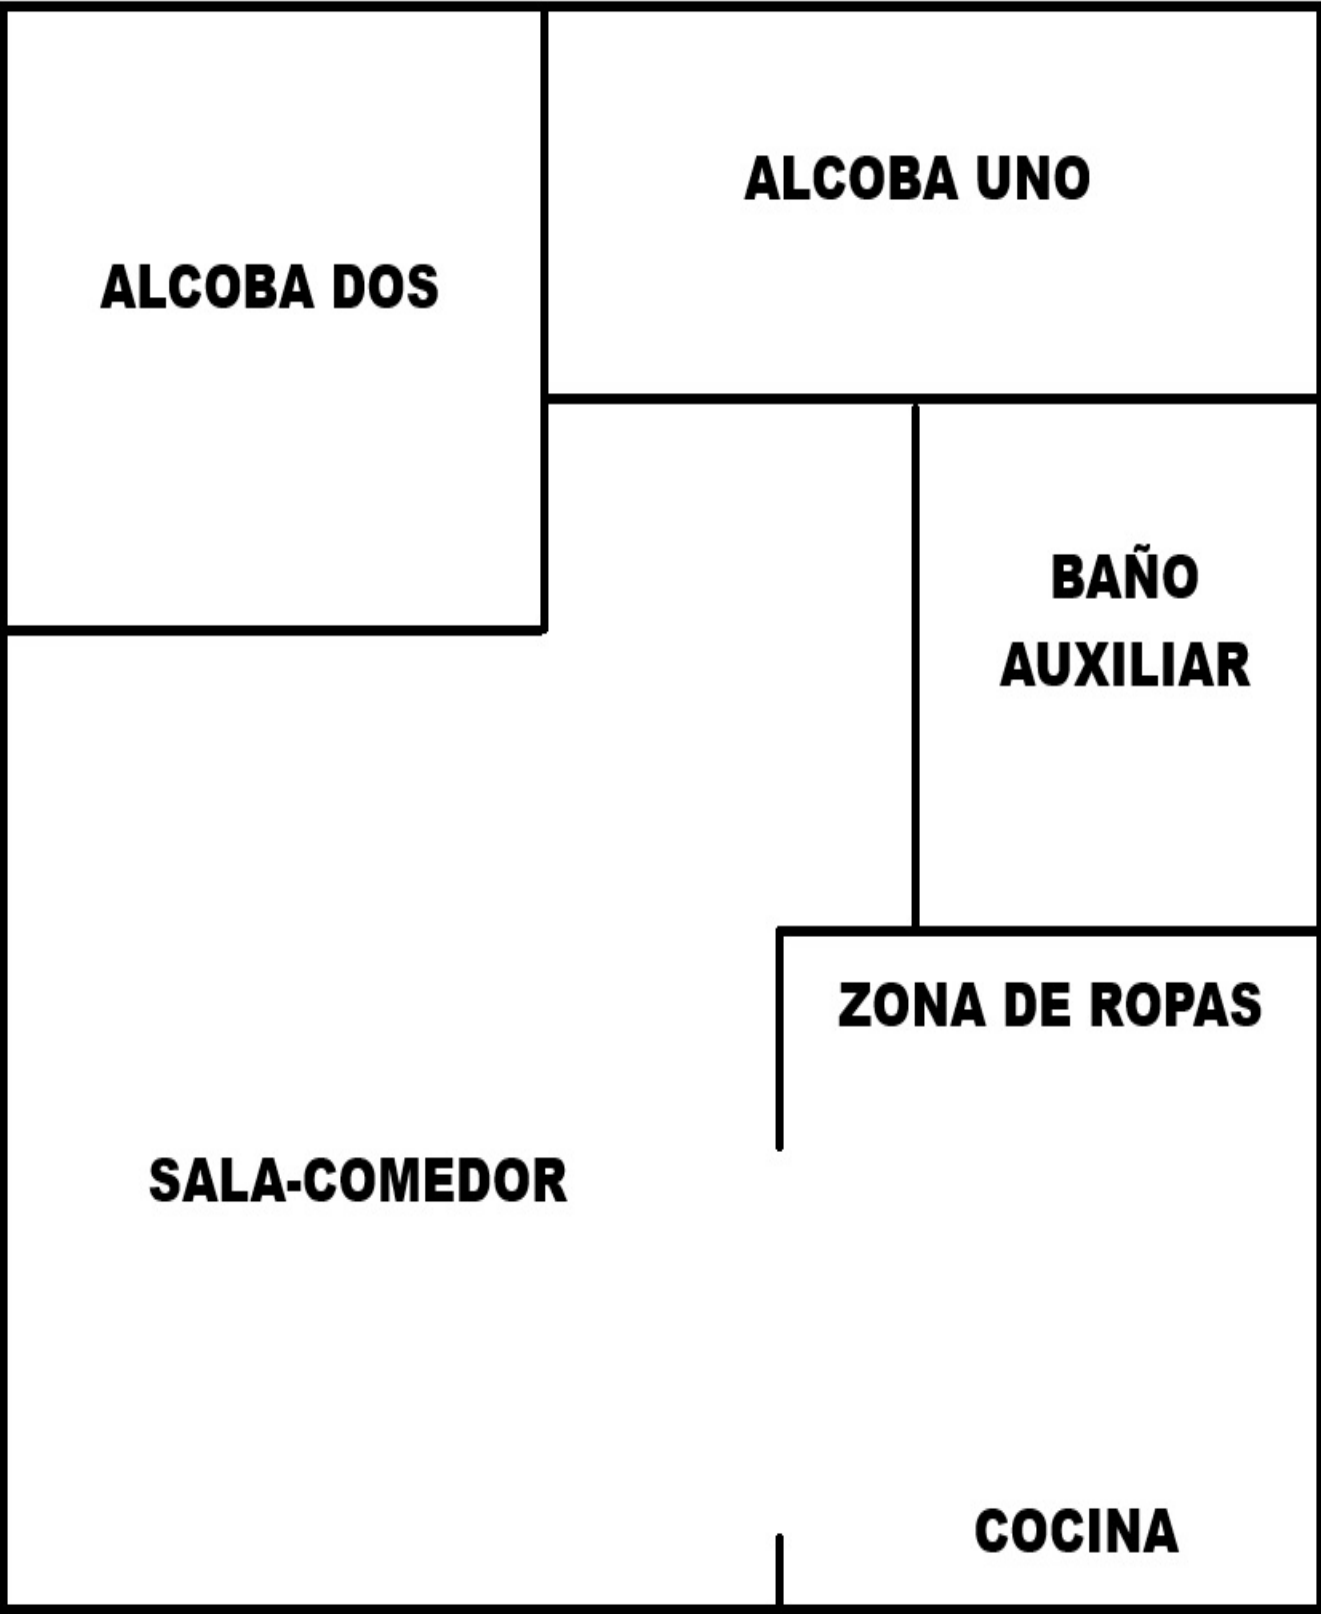 ALCOBA UNO
ALCOBA DOS
BAÑO
AUXILIAR
ZONA DE ROPAS
SALA-COMEDOR
COCINA